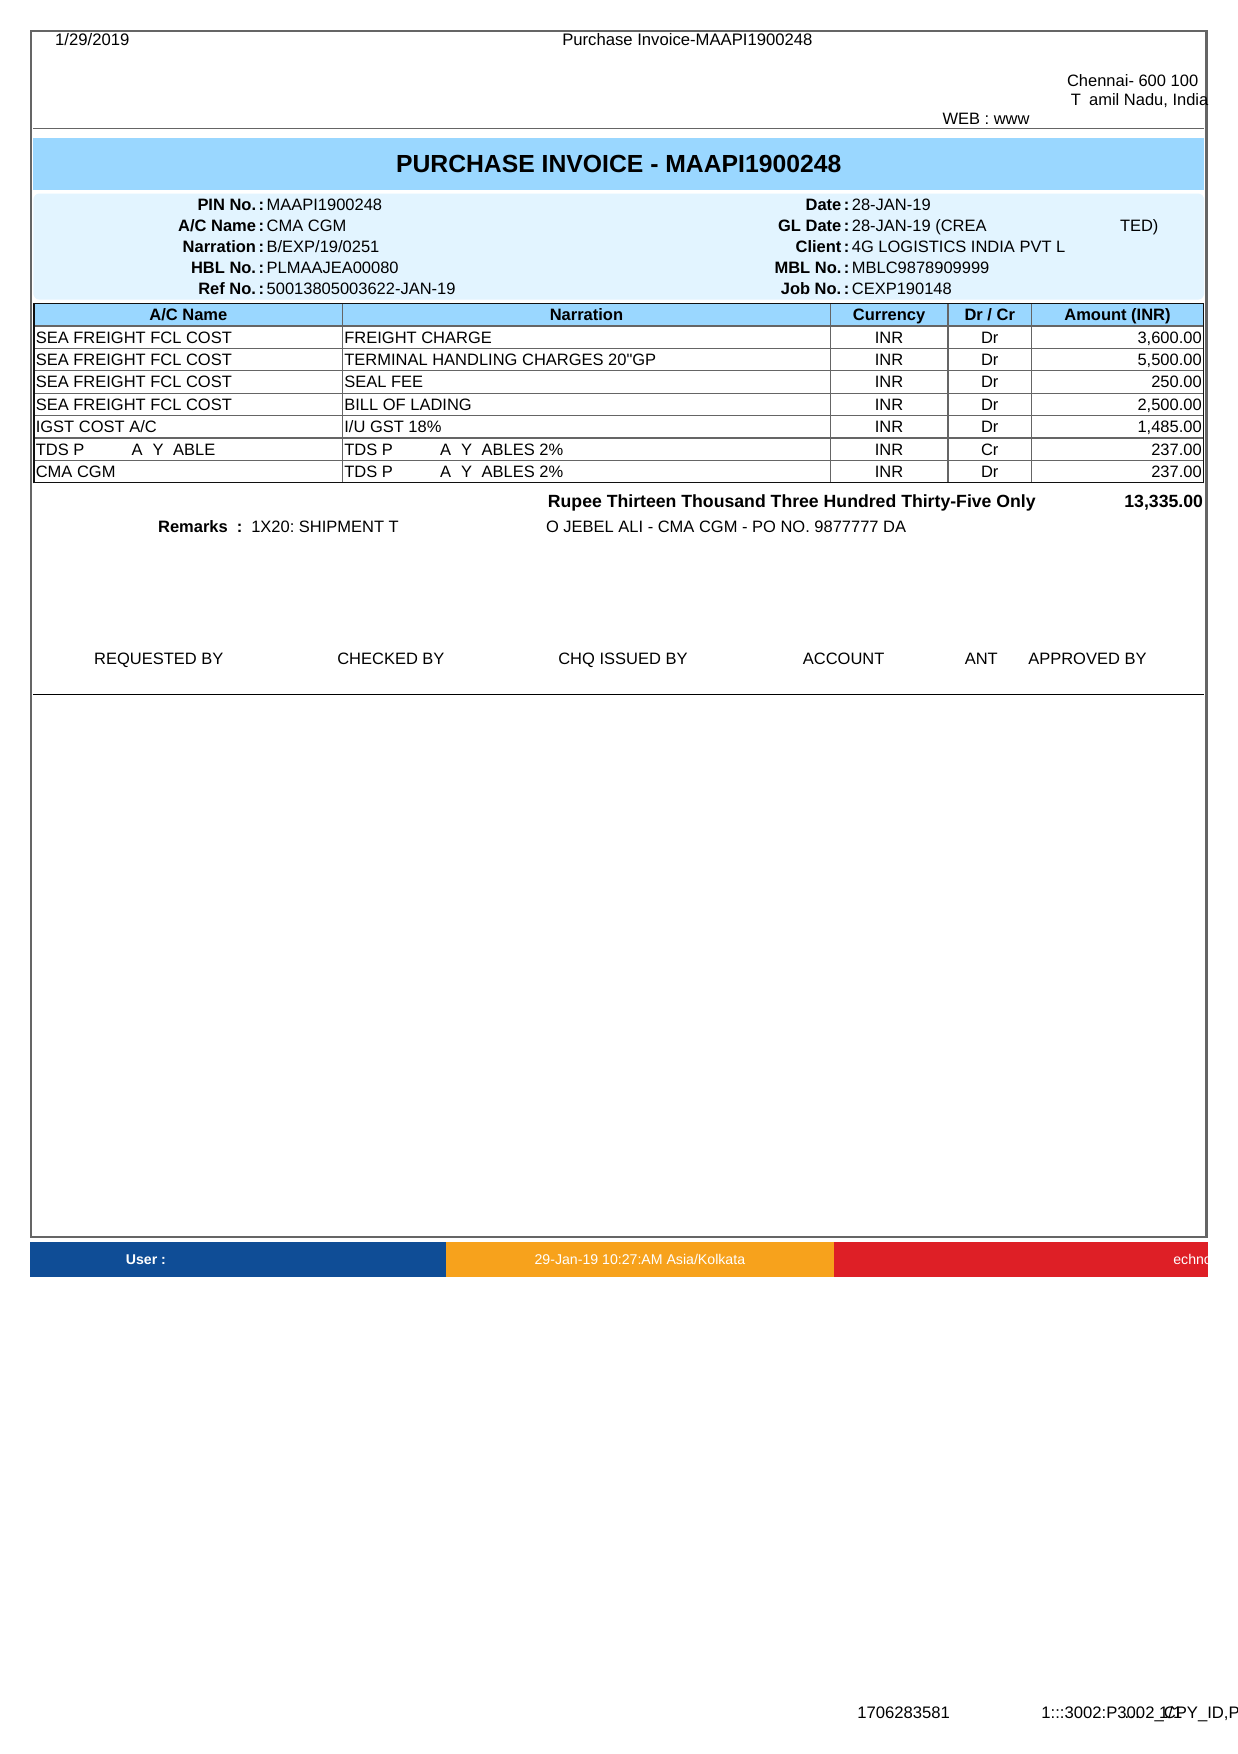 1/29/2019 Purchase Invoice-MAAPI1900248
Chennai- 600 100
T amil Nadu, India
WEB : www
PURCHASE INVOICE - MAAPI1900248
PIN No. : MAAPI1900248 Date : 28-JAN-19
A/C Name : CMA CGM GL Date : 28-JAN-19 (CREA TED)
Narration : B/EXP/19/0251 Client : 4G LOGISTICS INDIA PVT L
HBL No. : PLMAAJEA00080 MBL No. : MBLC9878909999
Ref No. : 50013805003622-JAN-19 Job No. : CEXP190148
A/C Name Narration Currency Dr / Cr Amount (INR)
SEA FREIGHT FCL COST FREIGHT CHARGE INR Dr 3,600.00
SEA FREIGHT FCL COST TERMINAL HANDLING CHARGES 20"GP INR Dr 5,500.00
SEA FREIGHT FCL COST SEAL FEE INR Dr 250.00
SEA FREIGHT FCL COST BILL OF LADING INR Dr 2,500.00
IGST COST A/C I/U GST 18% INR Dr 1,485.00
TDS P A Y ABLE TDS P A Y ABLES 2% INR Cr 237.00
CMA CGM TDS P A Y ABLES 2% INR Dr 237.00
Rupee Thirteen Thousand Three Hundred Thirty-Five Only 13,335.00
Remarks : 1X20: SHIPMENT T O JEBEL ALI - CMA CGM - PO NO. 9877777 DA
REQUESTED BY CHECKED BY CHQ ISSUED BY ACCOUNT ANT APPROVED BY
User : 29-Jan-19 10:27:AM Asia/Kolkata echno
1706283581 1:::3002:P3002_CPY_ID,P